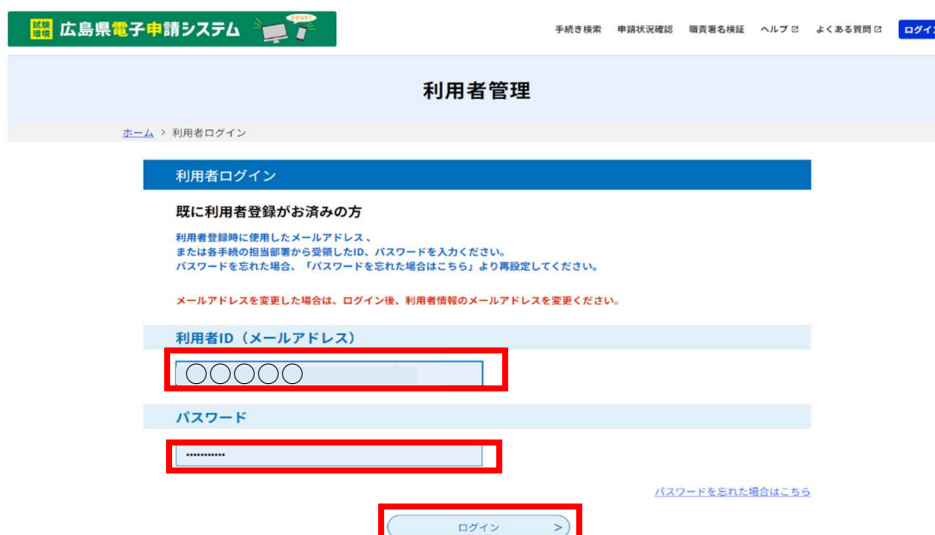 試験環境 広島県電子申請システム
手続き検索 申請状況確認 職責署名検証 ヘルプ よくある質問 ログイン
利用者管理
ホーム > 利用者ログイン
利用者ログイン
既に利用者登録がお済みの方
利用者登録時に使用したメールアドレス、
または各手続の担当部署から受領したID、パスワードを入力ください。
パスワードを忘れた場合、「パスワードを忘れた場合はこちら」より再設定してください。
メールアドレスを変更した場合は、ログイン後、利用者情報のメールアドレスを変更ください。
利用者ID(メールアドレス)
○○○○○
パスワード
•••••••••••
パスワードを忘れた場合はこちら
ログイン >